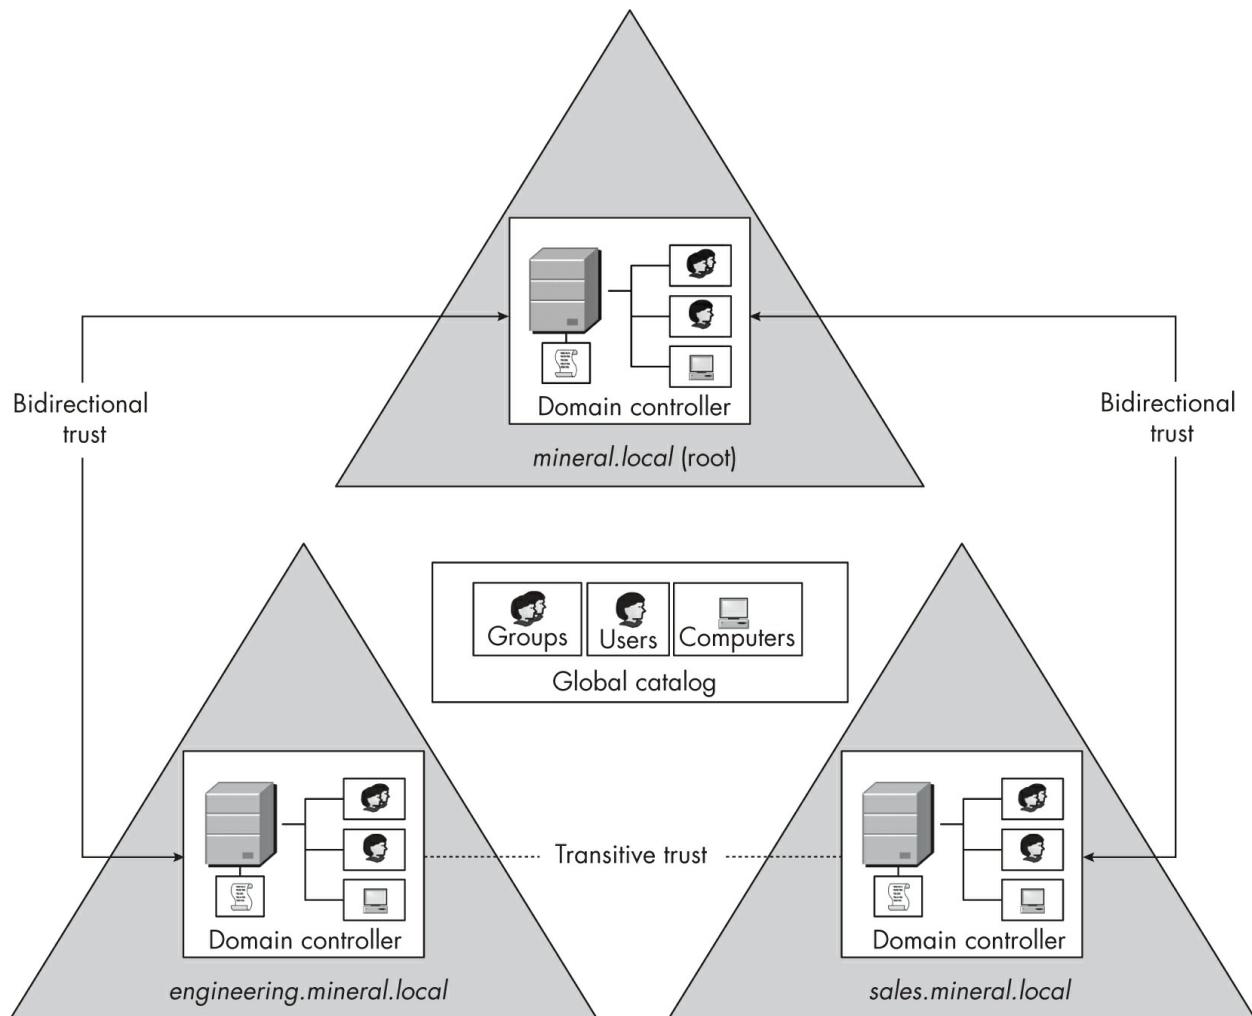 Domain controller
mineral.local (root)
Bidirectional
trust
Bidirectional
trust
Groups
Users
Computers
Global catalog
Domain controller
engineering.mineral.local
Transitive trust
Domain controller
sales.mineral.local